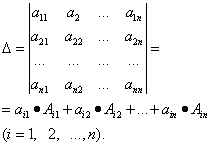 a₁₁ a₂ ... a₁ₙ
a₂₁ a₂₂ ... a₂ₙ
Δ = ... ... ... ... =
aₙ₁ aₙ₂ ... aₙₙ
= aᵢ₁ • Aᵢ₁ + aᵢ₂ • Aᵢ₂ + ... + aᵢₙ • Aᵢₙ
(i = 1, 2, ..., n).